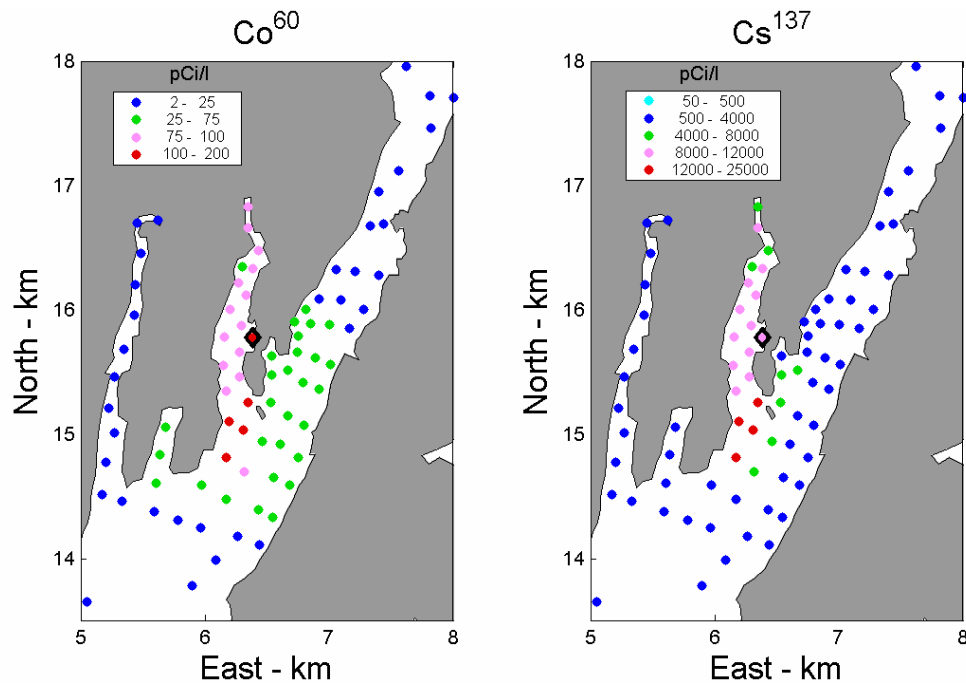 Co60
pCi/l
2 - 25
25 - 75
75 - 100
100 - 200
18
17
16
15
14
5
6
7
8
North - km
East - km
Cs137
pCi/l
50 - 500
500 - 4000
4000 - 8000
8000 - 12000
12000 - 25000
18
17
16
15
14
5
6
7
8
North - km
East - km